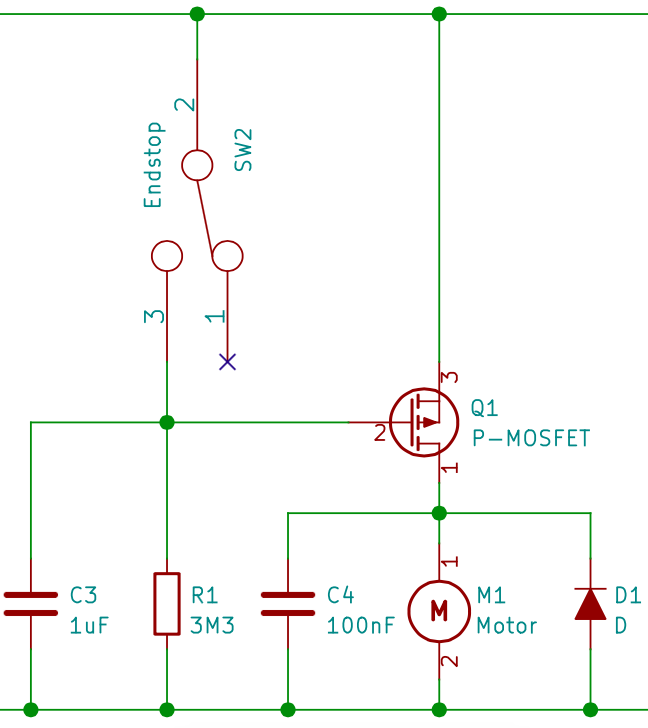 2
Endstop
SW2
3
1
3
Q1
2
P-MOSFET
1
1
C3
1uF
R1
3M3
C4
100nF
M
M1
Motor
D1
D
2